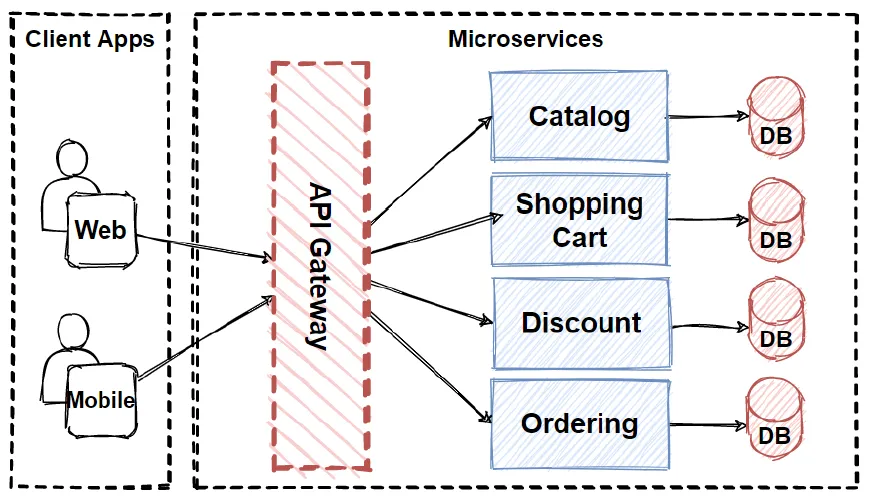 Client Apps
Microservices
Web
Mobile
API Gateway
Catalog
DB
Shopping
Cart
DB
Discount
DB
Ordering
DB